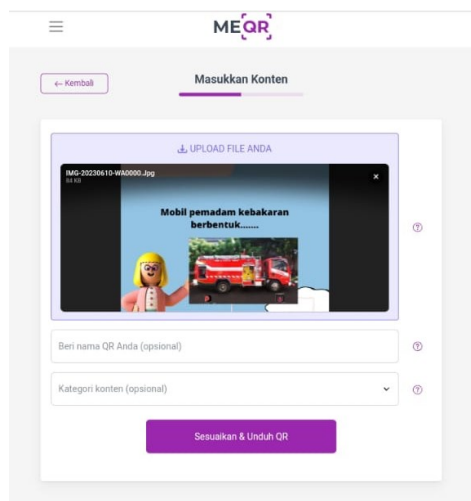 MEQR
← Kembali
Masukkan Konten
UPLOAD FILE ANDA
IMG-20230610-WA0000.Jpg
84 KB
×
Mobil pemadam kebakaran
berbentuk.......
Beri nama QR Anda (opsional)
Kategori konten (opsional)
Sesuaikan & Unduh QR